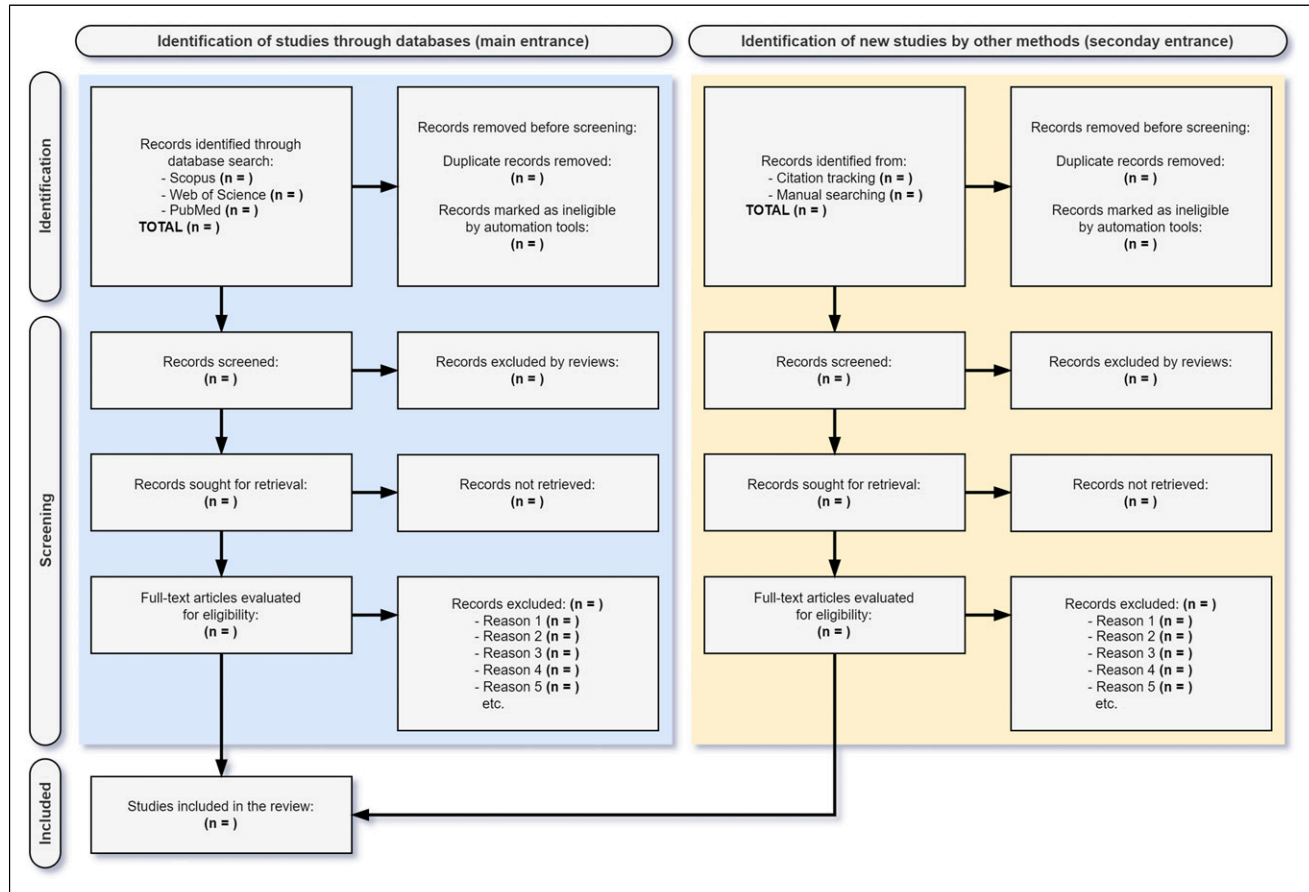 Identification of studies through databases (main entrance)
Identification of new studies by other methods (seconday entrance)
Identification
Records identified through
database search:
- Scopus (n = )
- Web of Science (n = )
- PubMed (n = )
TOTAL (n = )
Records removed before screening:
Duplicate records removed:
(n = )
Records marked as ineligible
by automation tools:
(n = )
Records identified from:
- Citation tracking (n = )
- Manual searching (n = )
TOTAL (n = )
Records removed before screening:
Duplicate records removed:
(n = )
Records marked as ineligible
by automation tools:
(n = )
Screening
Records screened:
(n = )
Records excluded by reviews:
(n = )
Records screened:
(n = )
Records excluded by reviews:
(n = )
Records sought for retrieval:
(n = )
Records not retrieved:
(n = )
Records sought for retrieval:
(n = )
Records not retrieved:
(n = )
Full-text articles evaluated
for eligibility:
(n = )
Records excluded: (n = )
- Reason 1 (n = )
- Reason 2 (n = )
- Reason 3 (n = )
- Reason 4 (n = )
- Reason 5 (n = )
etc.
Full-text articles evaluated
for eligibility:
(n = )
Records excluded: (n = )
- Reason 1 (n = )
- Reason 2 (n = )
- Reason 3 (n = )
- Reason 4 (n = )
- Reason 5 (n = )
etc.
Included
Studies included in the review:
(n = )